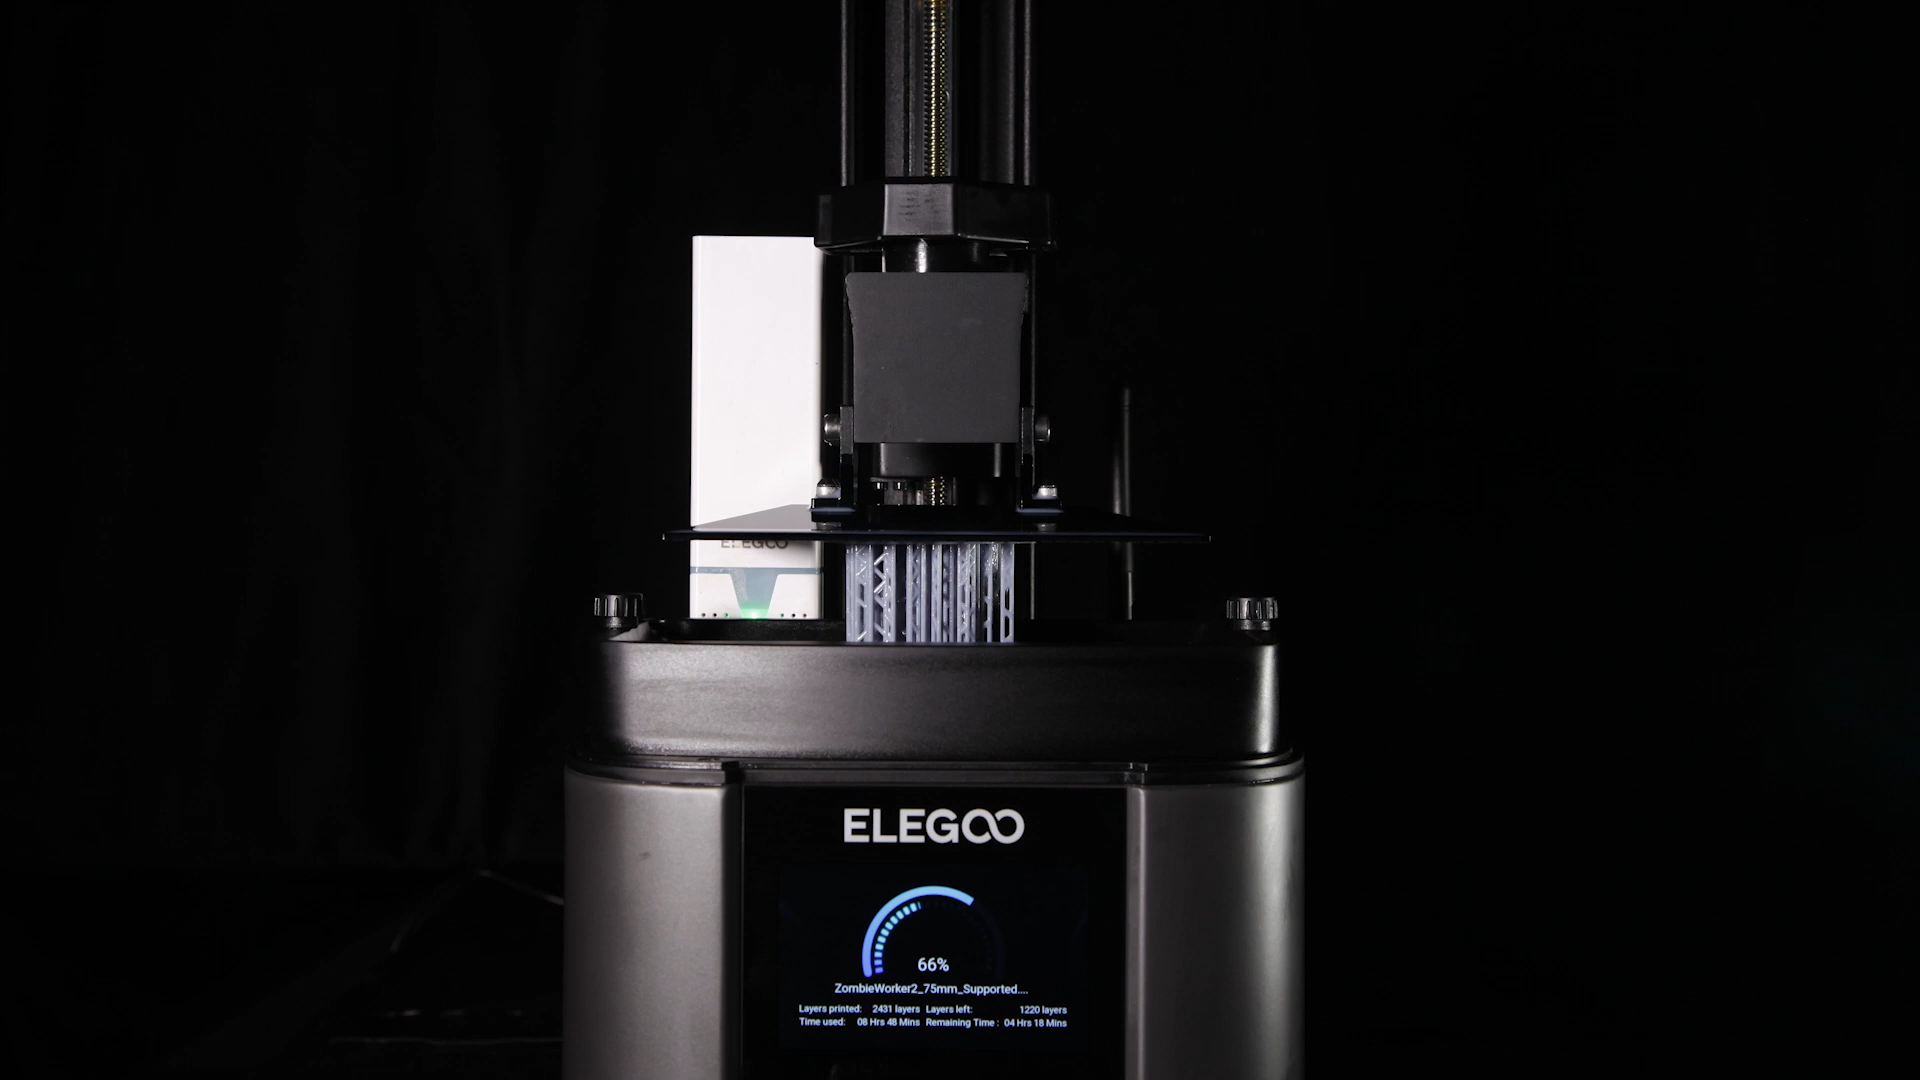 ELEGOO
ELEGOO
66%
ZombieWorker2_75mm_Supported....
Layers printed: 2431 layers Layers left: 1220 layers
Time used: 08 Hrs 48 Mins Remaining Time : 04 Hrs 18 Mins